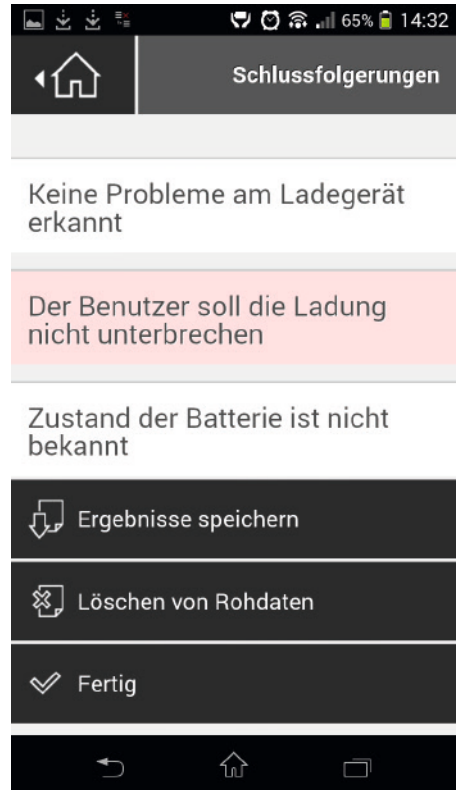 65% 14:32
Schlussfolgerungen
Keine Probleme am Ladegerät
erkannt
Der Benutzer soll die Ladung
nicht unterbrechen
Zustand der Batterie ist nicht
bekannt
Ergebnisse speichern
Löschen von Rohdaten
Fertig